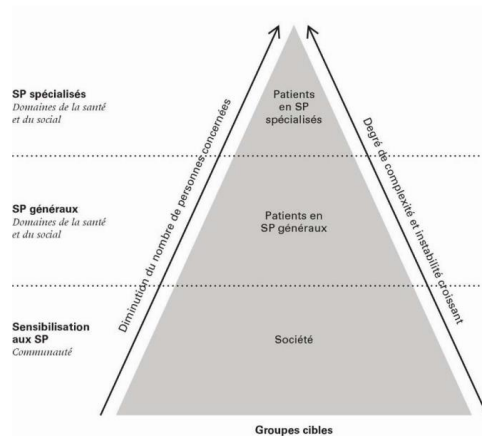 SP spécialisés
Domaines de la santé
et du social
Patients
en SP
spécialisés
Diminution du nombre de personnes concernées
Degré de complexité et instabilité croissant
SP généraux
Domaines de la santé
et du social
Patients en
SP généraux
Sensibilisation
aux SP
Communauté
Société
Groupes cibles